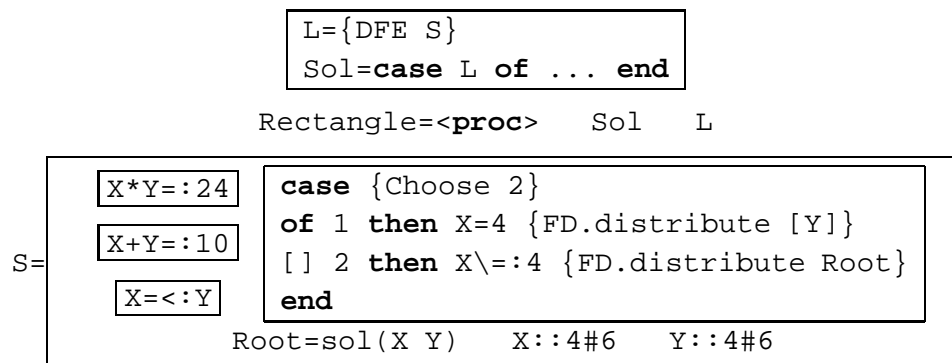 L={DFE S}
Sol=case L of ... end
Rectangle=<proc> Sol L
S=
X*Y=:24
X+Y=:10
X=<:Y
case {Choose 2}
of 1 then X=4 {FD.distribute [Y]}
[] 2 then X\=:4 {FD.distribute Root}
end
Root=sol(X Y) X::4#6 Y::4#6